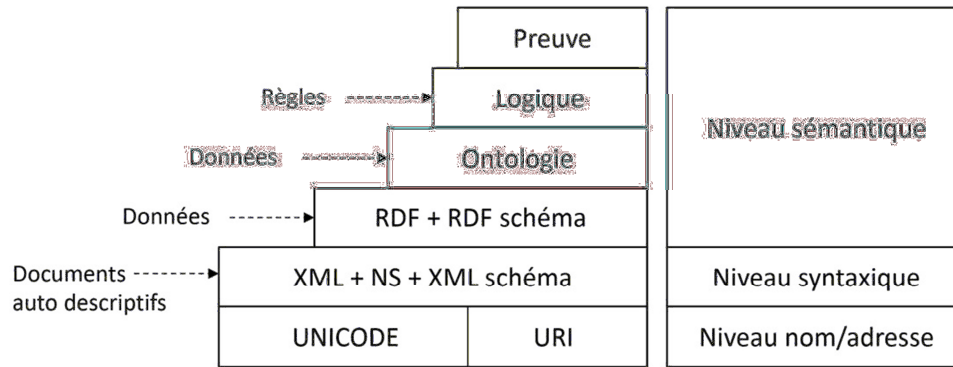 Preuve
Règles
Logique
Niveau sémantique
Données
Ontologie
Données
RDF + RDF schéma
Documents
auto descriptifs
XML + NS + XML schéma
Niveau syntaxique
UNICODE
URI
Niveau nom/adresse